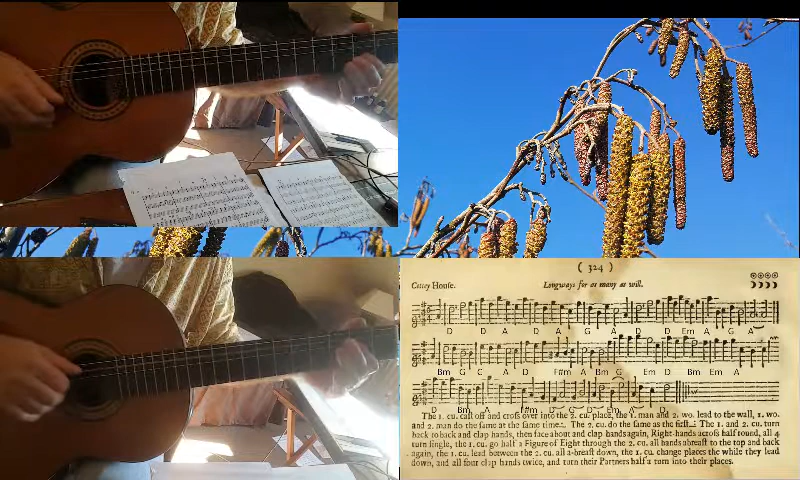 ( 324 )
Longways for as many as will.
D D A D A G A D D Em A G A
Bm G C A D F#m A Bm G Em D Bm Em A
D Bm A F#m D G D Em A D
The 1. cu. cast off and cross over into the 2. cu. place, the 1. man and 2. wo. lead to the wall, 1. wo.
and 2. man do the same at the same time. The 2. cu. do the same as the first. The 1. and 2. cu. turn
back to back and clap hands, then face about and clap hands again, Right-hands across half round, all 4
turn single, the 1. cu. go half a Figure of Eight through the 2. cu. all hands abreast to the top and back
again, the 1. cu. lead between the 2. cu. all a-breast down, the 1. cu. change places the while they lead
down, and all four clap hands twice, and turn their Partners half a turn into their places.